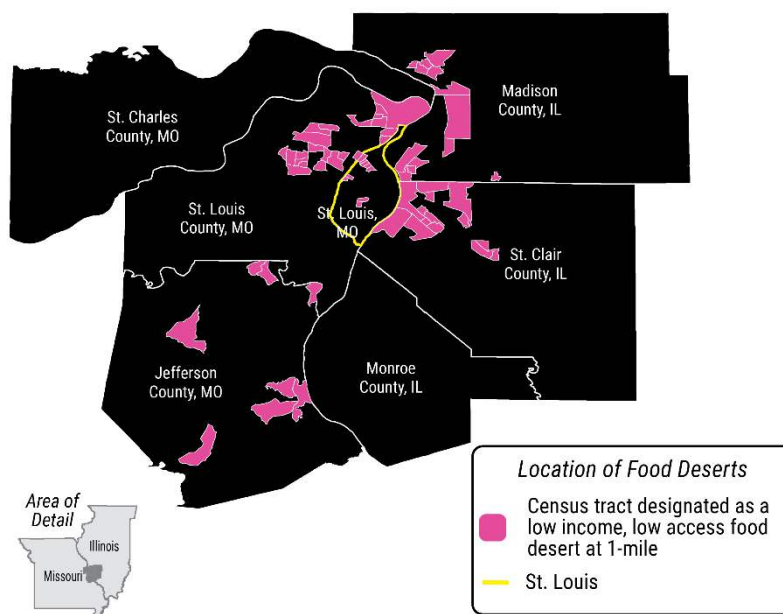 Madison
County, IL
St. Charles
County, MO
St. Louis
County, MO
St. Louis,
MO
St. Clair
County, IL
Jefferson
County, MO
Monroe
County, IL
Location of Food Deserts
Census tract designated as a
low income, low access food
desert at 1-mile
St. Louis
Area of
Detail
Illinois
Missouri